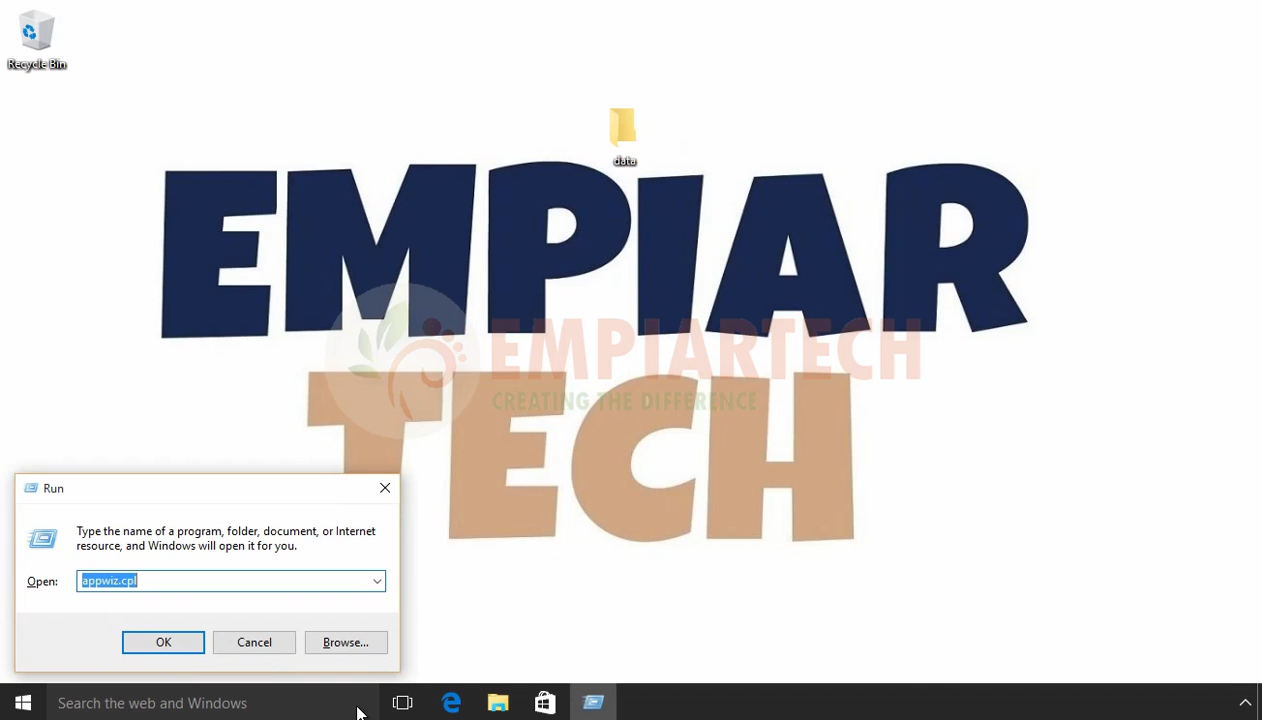 Recycle Bin
data
EMPIAR
TECH
EMPIARTECH
CREATING THE DIFFERENCE
Run
Type the name of a program, folder, document, or Internet
resource, and Windows will open it for you.
Open:
appwiz.cpl
OK
Cancel
Browse...
Search the web and Windows